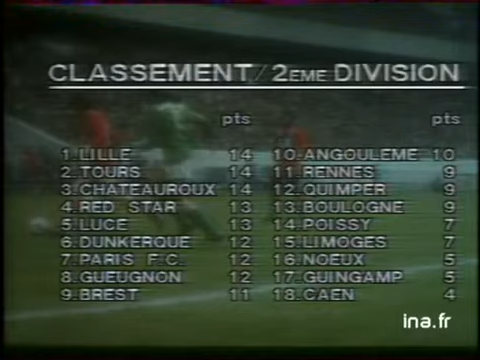 CLASSEMENT / 2EME DIVISION
pts pts
1. LILLE 14 10. ANGOULEME 10
2. TOURS 14 11. RENNES 9
3. CHATEAUROUX 14 12. QUIMPER 9
4. RED STAR 13 13. BOULOGNE 9
5. LUCE 13 14. POISSY 7
6. DUNKERQUE 12 15. LIMOGES 7
7. PARIS F.C. 12 16. NOEUX 5
8. GUEUGNON 12 17. GUINGAMP 5
9. BREST 11 18. CAEN 4
ina.fr